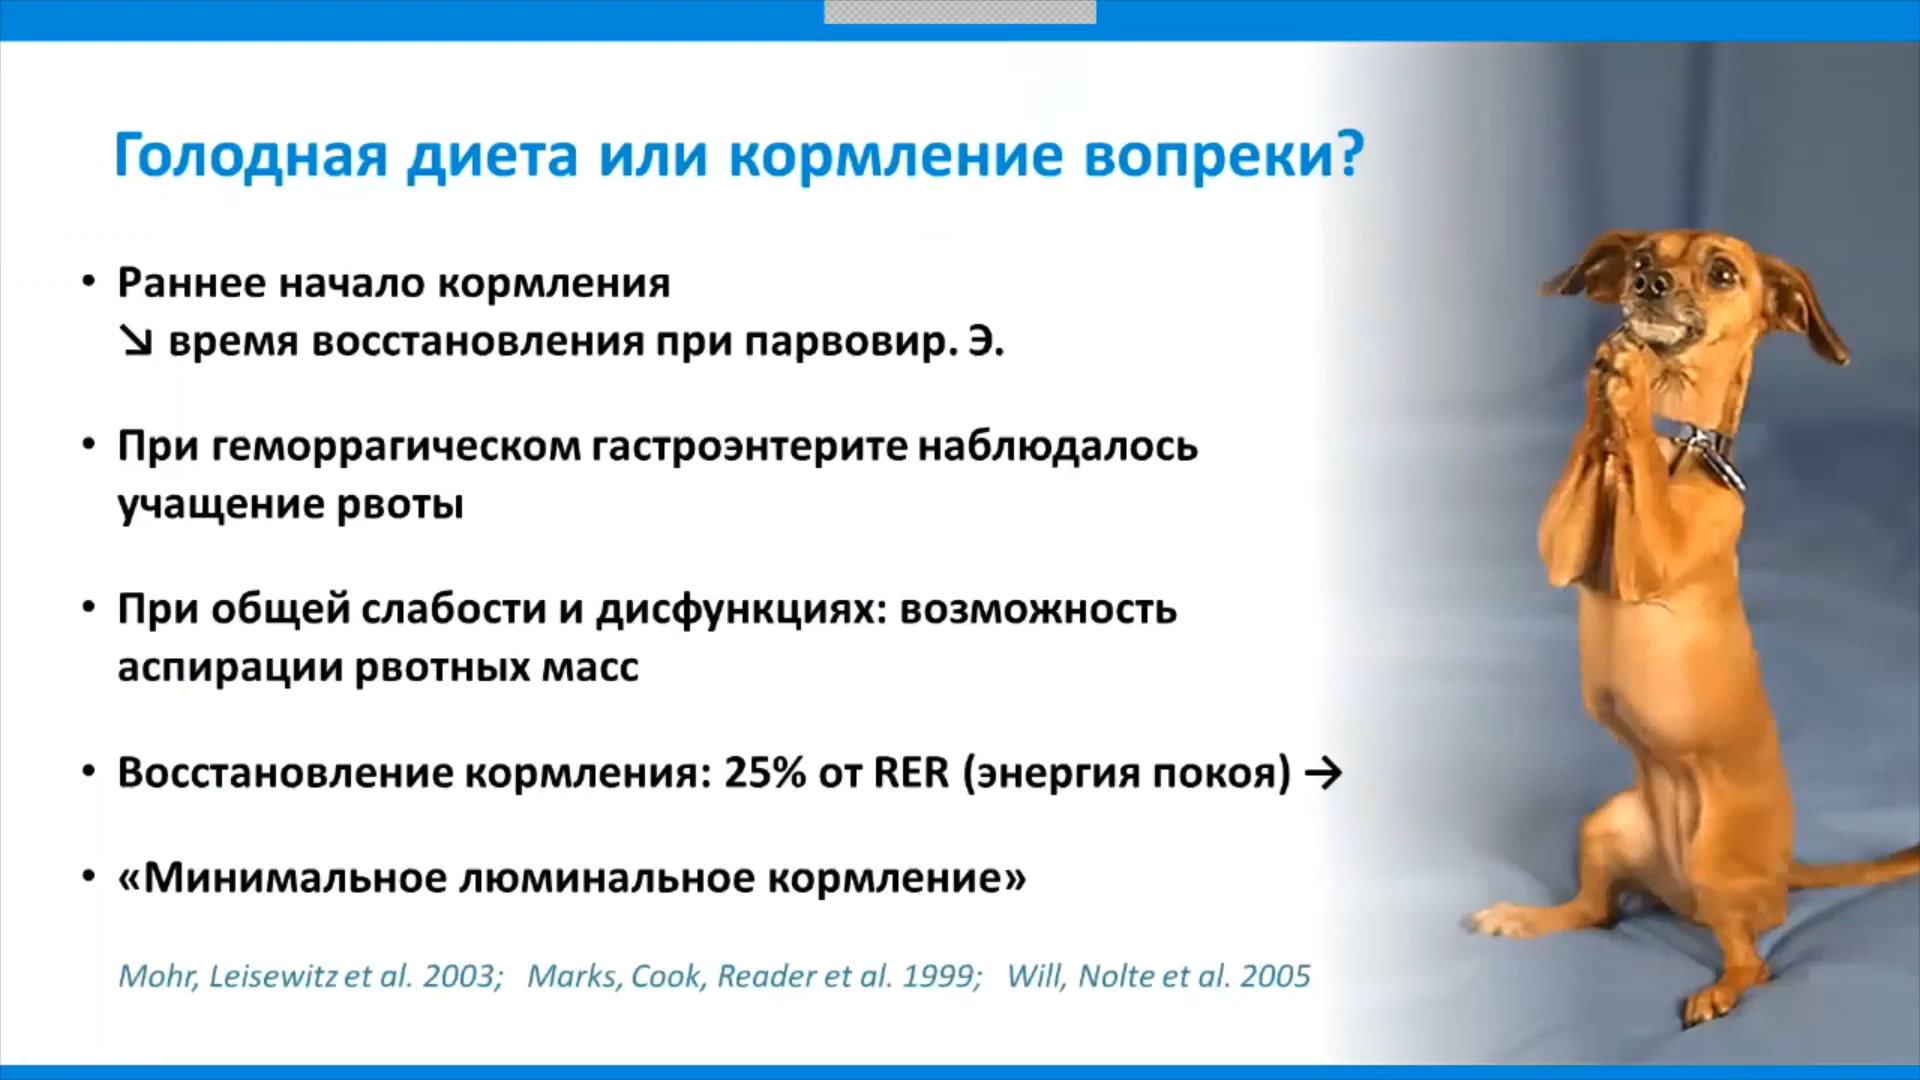 Голодная диета или кормление вопреки?
• Раннее начало кормления
↘ время восстановления при парвовир. Э.
• При геморрагическом гастроэнтерите наблюдалось
учащение рвоты
• При общей слабости и дисфункциях: возможность
аспирации рвотных масс
• Восстановление кормления: 25% от RER (энергия покоя) →
• «Минимальное люминальное кормление»
Mohr, Leisewitz et al. 2003; Marks, Cook, Reader et al. 1999; Will, Nolte et al. 2005